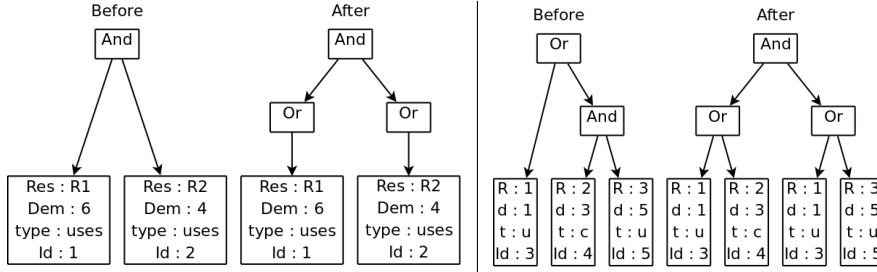 Before
And
Res : R1
Dem : 6
type : uses
Id : 1
Res : R2
Dem : 4
type : uses
Id : 2
After
And
Or
Or
Res : R1
Dem : 6
type : uses
Id : 1
Res : R2
Dem : 4
type : uses
Id : 2
Before
Or
And
R : 1
d : 1
t : u
Id : 3
R : 2
d : 3
t : c
Id : 4
R : 3
d : 5
t : u
Id : 5
After
And
Or
Or
R : 1
d : 1
t : u
Id : 3
R : 2
d : 3
t : c
Id : 4
R : 1
d : 1
t : u
Id : 3
R : 3
d : 5
t : u
Id : 5